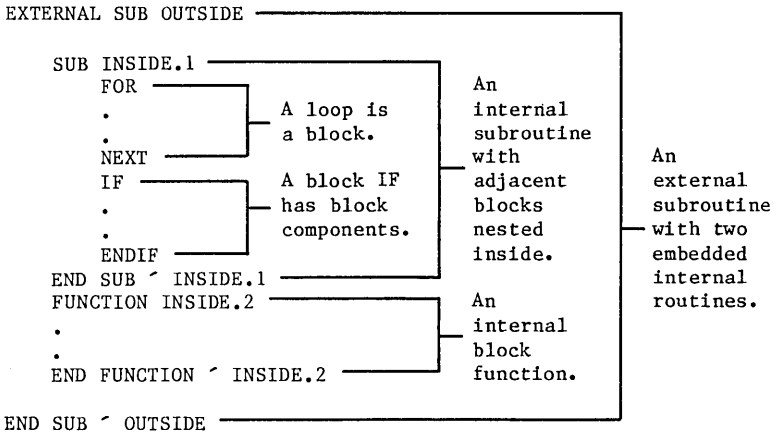 EXTERNAL SUB OUTSIDE
SUB INSIDE.1
FOR
.
.
NEXT
IF
.
.
ENDIF
END SUB ´ INSIDE.1
FUNCTION INSIDE.2
.
.
END FUNCTION ´ INSIDE.2
END SUB ´ OUTSIDE
A loop is
a block.
A block IF
has block
components.
An
internal
subroutine
with
adjacent
blocks
nested
inside.
An
internal
block
function.
An
external
subroutine
with two
embedded
internal
routines.